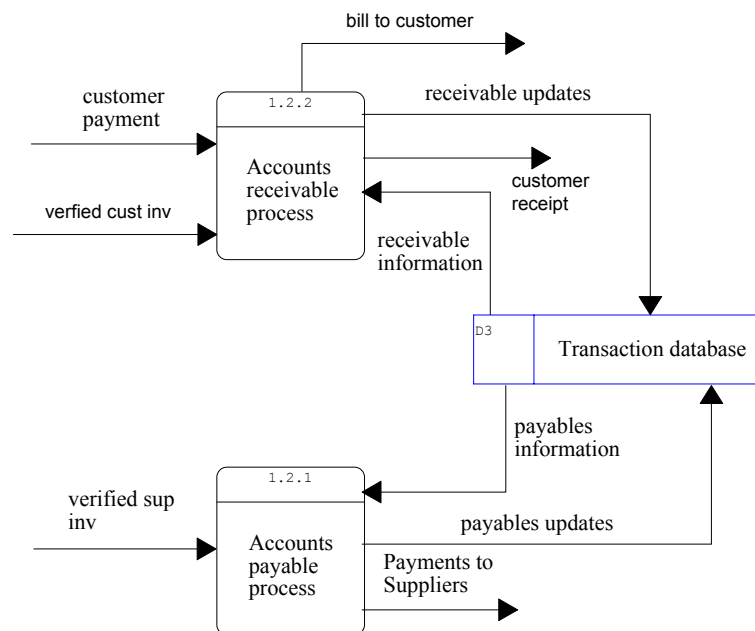 bill to customer
1.2.2
customer
payment
receivable updates
Accounts
receivable
process
customer
receipt
verfied cust inv
receivable
information
D3
Transaction database
payables
information
1.2.1
verified sup
inv
payables updates
Accounts
payable
process
Payments to
Suppliers